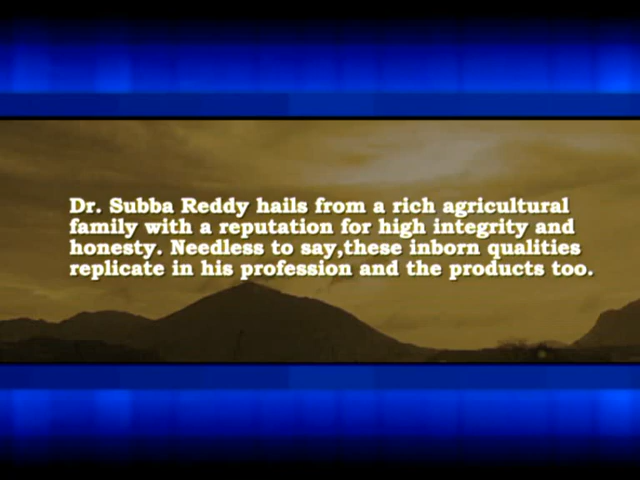 Dr. Subba Reddy hails from a rich agricultural
family with a reputation for high integrity and
honesty. Needless to say,these inborn qualities
replicate in his profession and the products too.